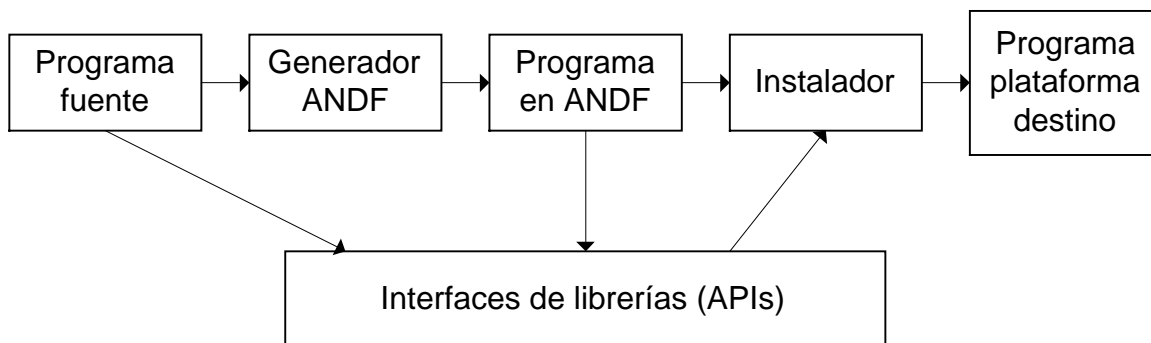 Programa
fuente
Generador
ANDF
Programa
en ANDF
Instalador
Programa
plataforma
destino
Interfaces de librerías (APIs)